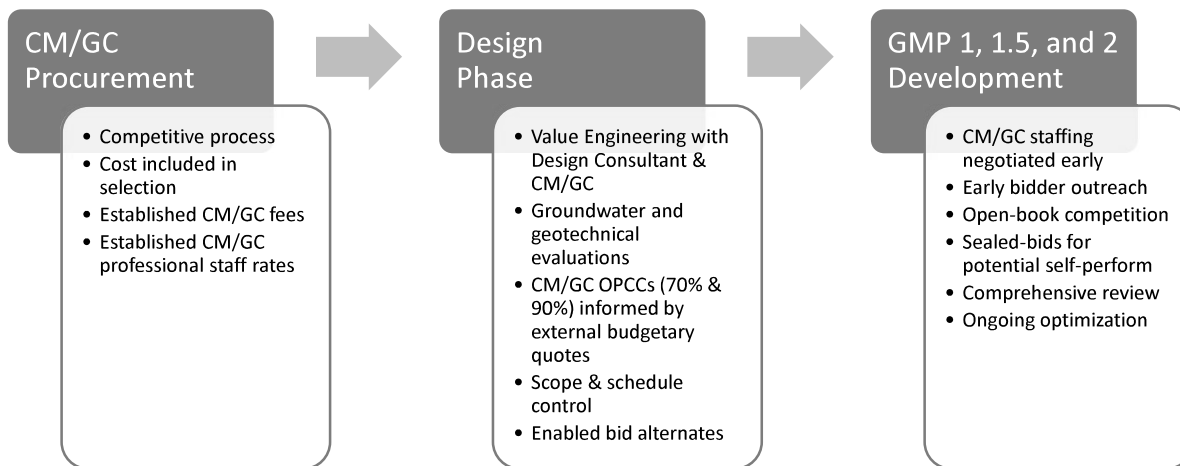 CM/GC
Procurement
• Competitive process
• Cost included in
selection
• Established CM/GC fees
• Established CM/GC
professional staff rates
Design
Phase
• Value Engineering with
Design Consultant &
CM/GC
• Groundwater and
geotechnical
evaluations
• CM/GC OPCCs (70% &
90%) informed by
external budgetary
quotes
• Scope & schedule
control
• Enabled bid alternates
GMP 1, 1.5, and 2
Development
• CM/GC staffing
negotiated early
• Early bidder outreach
• Open-book competition
• Sealed-bids for
potential self-perform
• Comprehensive review
• Ongoing optimization